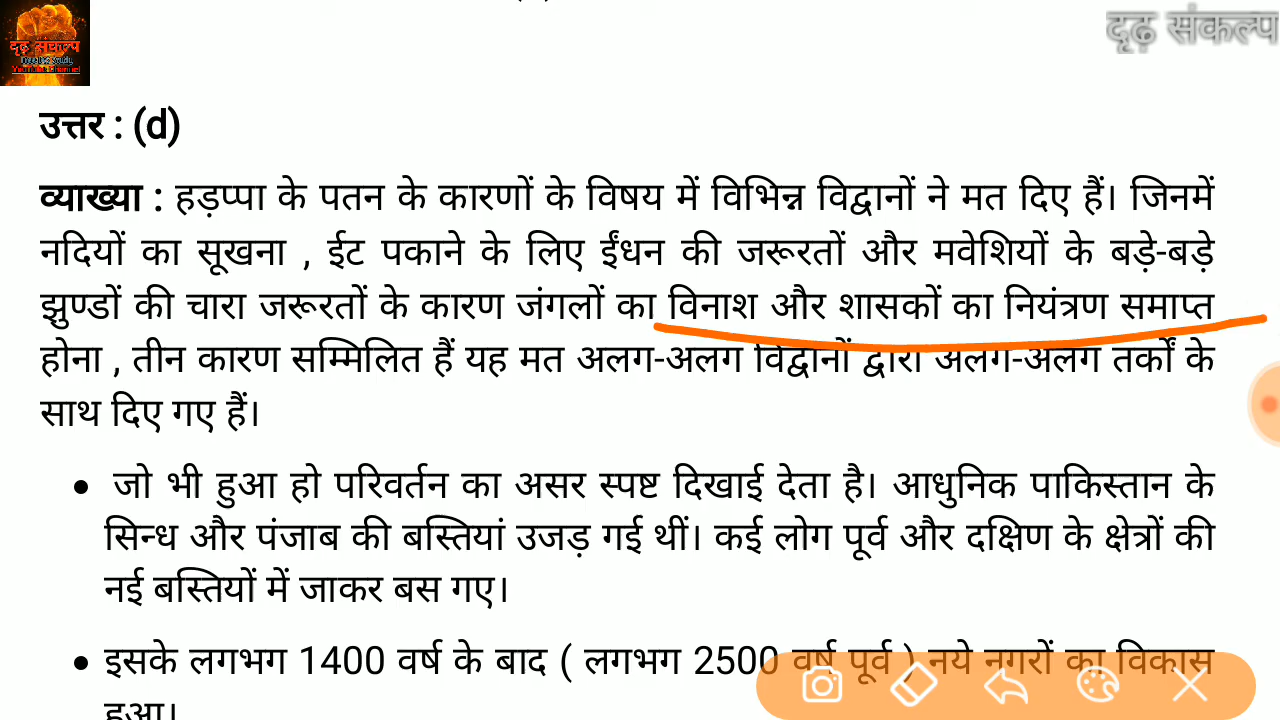 दृढ़ संकल्प
YouTube Channel
दृढ़ संकल्प
उत्तर : (d)
व्याख्या : हड़प्पा के पतन के कारणों के विषय में विभिन्न विद्वानों ने मत दिए हैं। जिनमें
नदियों का सूखना , ईट पकाने के लिए ईंधन की जरूरतों और मवेशियों के बड़े-बड़े
झुण्डों की चारा जरूरतों के कारण जंगलों का विनाश और शासकों का नियंत्रण समाप्त
होना , तीन कारण सम्मिलित हैं यह मत अलग-अलग विद्वानों द्वारा अलग-अलग तर्कों के
साथ दिए गए हैं।
• जो भी हुआ हो परिवर्तन का असर स्पष्ट दिखाई देता है। आधुनिक पाकिस्तान के
सिन्ध और पंजाब की बस्तियां उजड़ गई थीं। कई लोग पूर्व और दक्षिण के क्षेत्रों की
नई बस्तियों में जाकर बस गए।
• इसके लगभग 1400 वर्ष के बाद ( लगभग 2500 वर्ष पूर्व ) नये नगरों का विकास
हुआ।